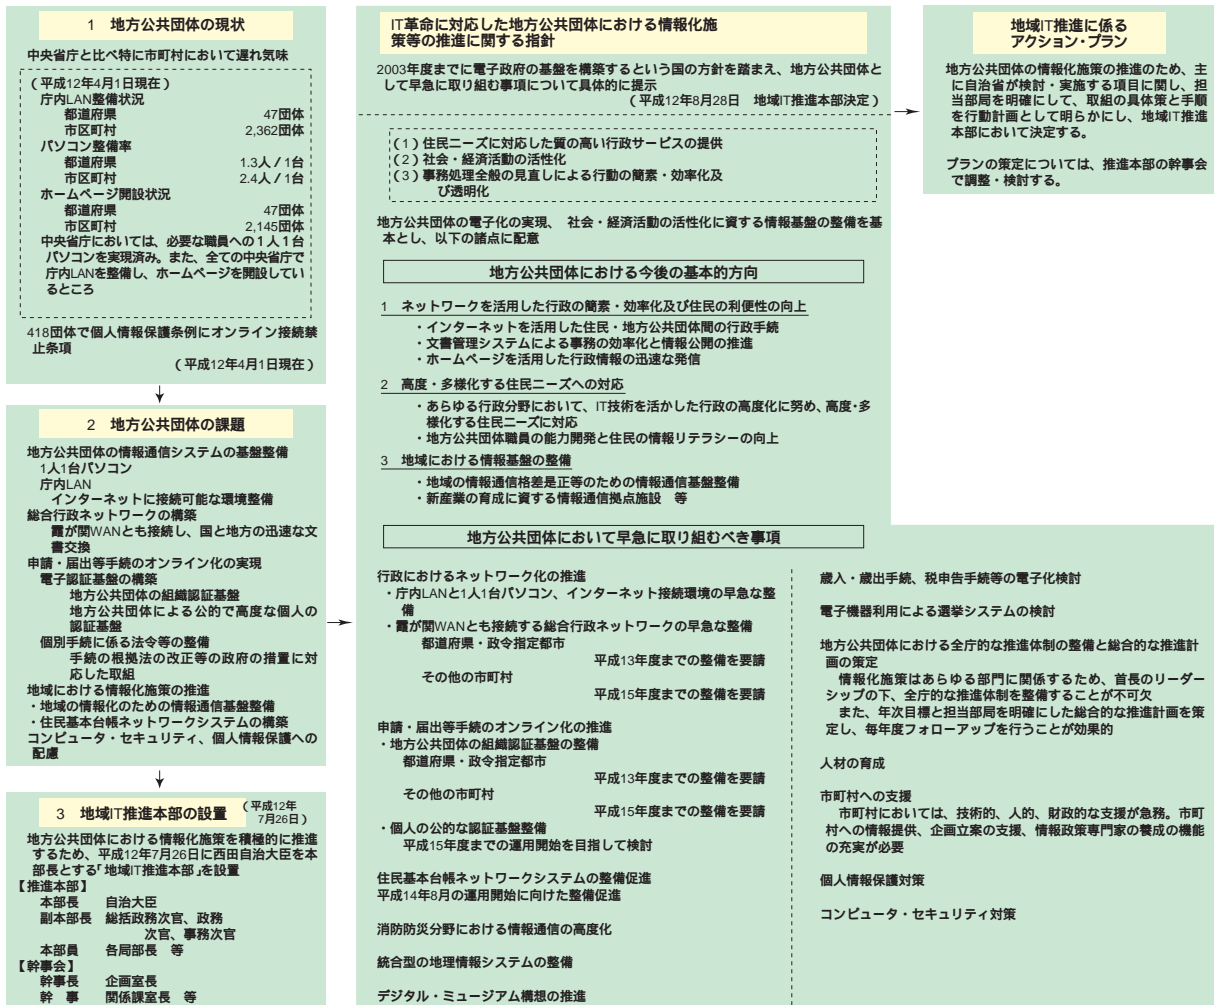 1 地方公共団体の現状
中央省庁と比べ特に市町村において遅れ気味
(平成12年4月1日現在)
庁内LAN整備状況
都道府県 47団体
市区町村 2,362団体
パソコン整備率
都道府県 1.3人/1台
市区町村 2.4人/1台
ホームページ開設状況
都道府県 47団体
市区町村 2,145団体
中央省庁においては、必要な職員への1人1台
パソコンを実現済み。また、全ての中央省庁で
庁内LANを整備し、ホームページを開設してい
るところ
418団体で個人情報保護条例にオンライン接続禁
止条項
(平成12年4月1日現在)
2 地方公共団体の課題
地方公共団体の情報通信システムの基盤整備
1人1台パソコン
庁内LAN
インターネットに接続可能な環境整備
総合行政ネットワークの構築
霞が関WANとも接続し、国と地方の迅速な文
書交換
申請・届出等手続のオンライン化の実現
電子認証基盤の構築
地方公共団体の組織認証基盤
地方公共団体による公的で高度な個人の
認証基盤
個別手続に係る法令等の整備
手続の根拠法の改正等の政府の措置に対
応した取組
地域における情報化施策の推進
・地域の情報化のための情報通信基盤整備
・住民基本台帳ネットワークシステムの構築
コンピュータ・セキュリティ、個人情報保護への
配慮
3 地域IT推進本部の設置 (平成12年
7月26日)
地方公共団体における情報化施策を積極的に推進
するため、平成12年7月26日に西田自治大臣を本
部長とする「地域IT推進本部」を設置
【推進本部】
本部長 自治大臣
副本部長 総括政務次官、政務
次官、事務次官
本部員 各局部長 等
【幹事会】
幹事長 企画室長
幹 事 関係課室長 等
IT革命に対応した地方公共団体における情報化施
策等の推進に関する指針
2003年度までに電子政府の基盤を構築するという国の方針を踏まえ、地方公共団体と
して早急に取り組む事項について具体的に提示
(平成12年8月28日 地域IT推進本部決定)
(1)住民ニーズに対応した質の高い行政サービスの提供
(2)社会・経済活動の活性化
(3)事務処理全般の見直しによる行動の簡素・効率化及
び透明化
地方公共団体の電子化の実現、 社会・経済活動の活性化に資する情報基盤の整備を基
本とし、以下の諸点に配意
地方公共団体における今後の基本的方向
1 ネットワークを活用した行政の簡素・効率化及び住民の利便性の向上
・インターネットを活用した住民・地方公共団体間の行政手続
・文書管理システムによる事務の効率化と情報公開の推進
・ホームページを活用した行政情報の迅速な発信
2 高度・多様化する住民ニーズへの対応
・あらゆる行政分野において、IT技術を活かした行政の高度化に努め、高度・多
様化する住民ニーズに対応
・地方公共団体職員の能力開発と住民の情報リテラシーの向上
3 地域における情報基盤の整備
・地域の情報通信格差是正等のための情報通信基盤整備
・新産業の育成に資する情報通信拠点施設 等
地方公共団体において早急に取り組むべき事項
行政におけるネットワーク化の推進
・庁内LANと1人1台パソコン、インターネット接続環境の早急な整
備
・霞が関WANとも接続する総合行政ネットワークの早急な整備
都道府県・政令指定都市
平成13年度までの整備を要請
その他の市町村
平成15年度までの整備を要請
申請・届出等手続のオンライン化の推進
・地方公共団体の組織認証基盤の整備
都道府県・政令指定都市
平成13年度までの整備を要請
その他の市町村
平成15年度までの整備を要請
・個人の公的な認証基盤整備
平成15年度までの運用開始を目指して検討
住民基本台帳ネットワークシステムの整備促進
平成14年8月の運用開始に向けた整備促進
消防防災分野における情報通信の高度化
統合型の地理情報システムの整備
デジタル・ミュージアム構想の推進
歳入・歳出手続、税申告手続等の電子化検討
電子機器利用による選挙システムの検討
地方公共団体における全庁的な推進体制の整備と総合的な推進計
画の策定
情報化施策はあらゆる部門に関係するため、首長のリーダー
シップの下、全庁的な推進体制を整備することが不可欠
また、年次目標と担当部局を明確にした総合的な推進計画を策
定し、毎年度フォローアップを行うことが効果的
人材の育成
市町村への支援
市町村においては、技術的、人的、財政的な支援が急務。市町
村への情報提供、企画立案の支援、情報政策専門家の養成の機能
の充実が必要
個人情報保護対策
コンピュータ・セキュリティ対策
地域IT推進に係る
アクション・プラン
地方公共団体の情報化施策の推進のため、主
に自治省が検討・実施する項目に関し、担
当部局を明確にして、取組の具体策と手順
を行動計画として明らかにし、地域IT推進
本部において決定する。
プランの策定については、推進本部の幹事会
で調整・検討する。